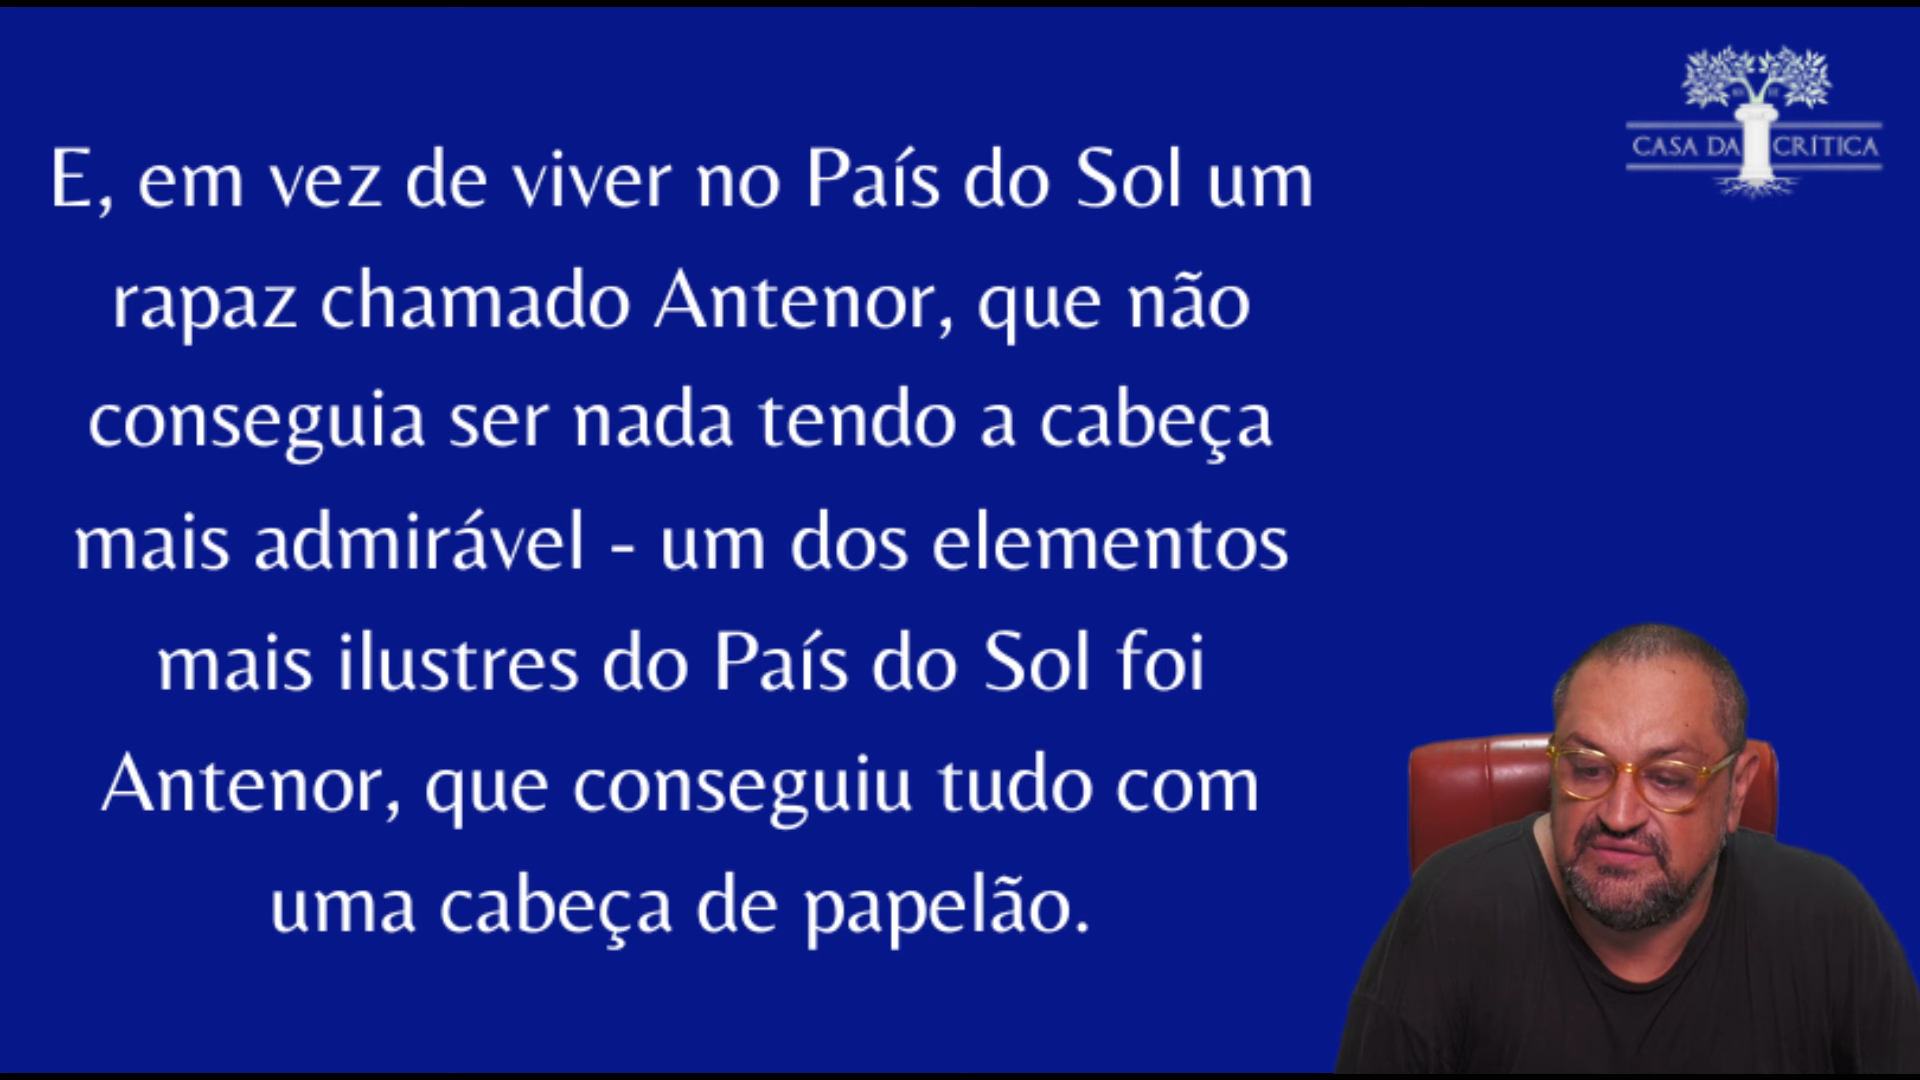 CASA DA CRÍTICA
E, em vez de viver no País do Sol um
rapaz chamado Antenor, que não
conseguia ser nada tendo a cabeça
mais admirável - um dos elementos
mais ilustres do País do Sol foi
Antenor, que conseguiu tudo com
uma cabeça de papelão.